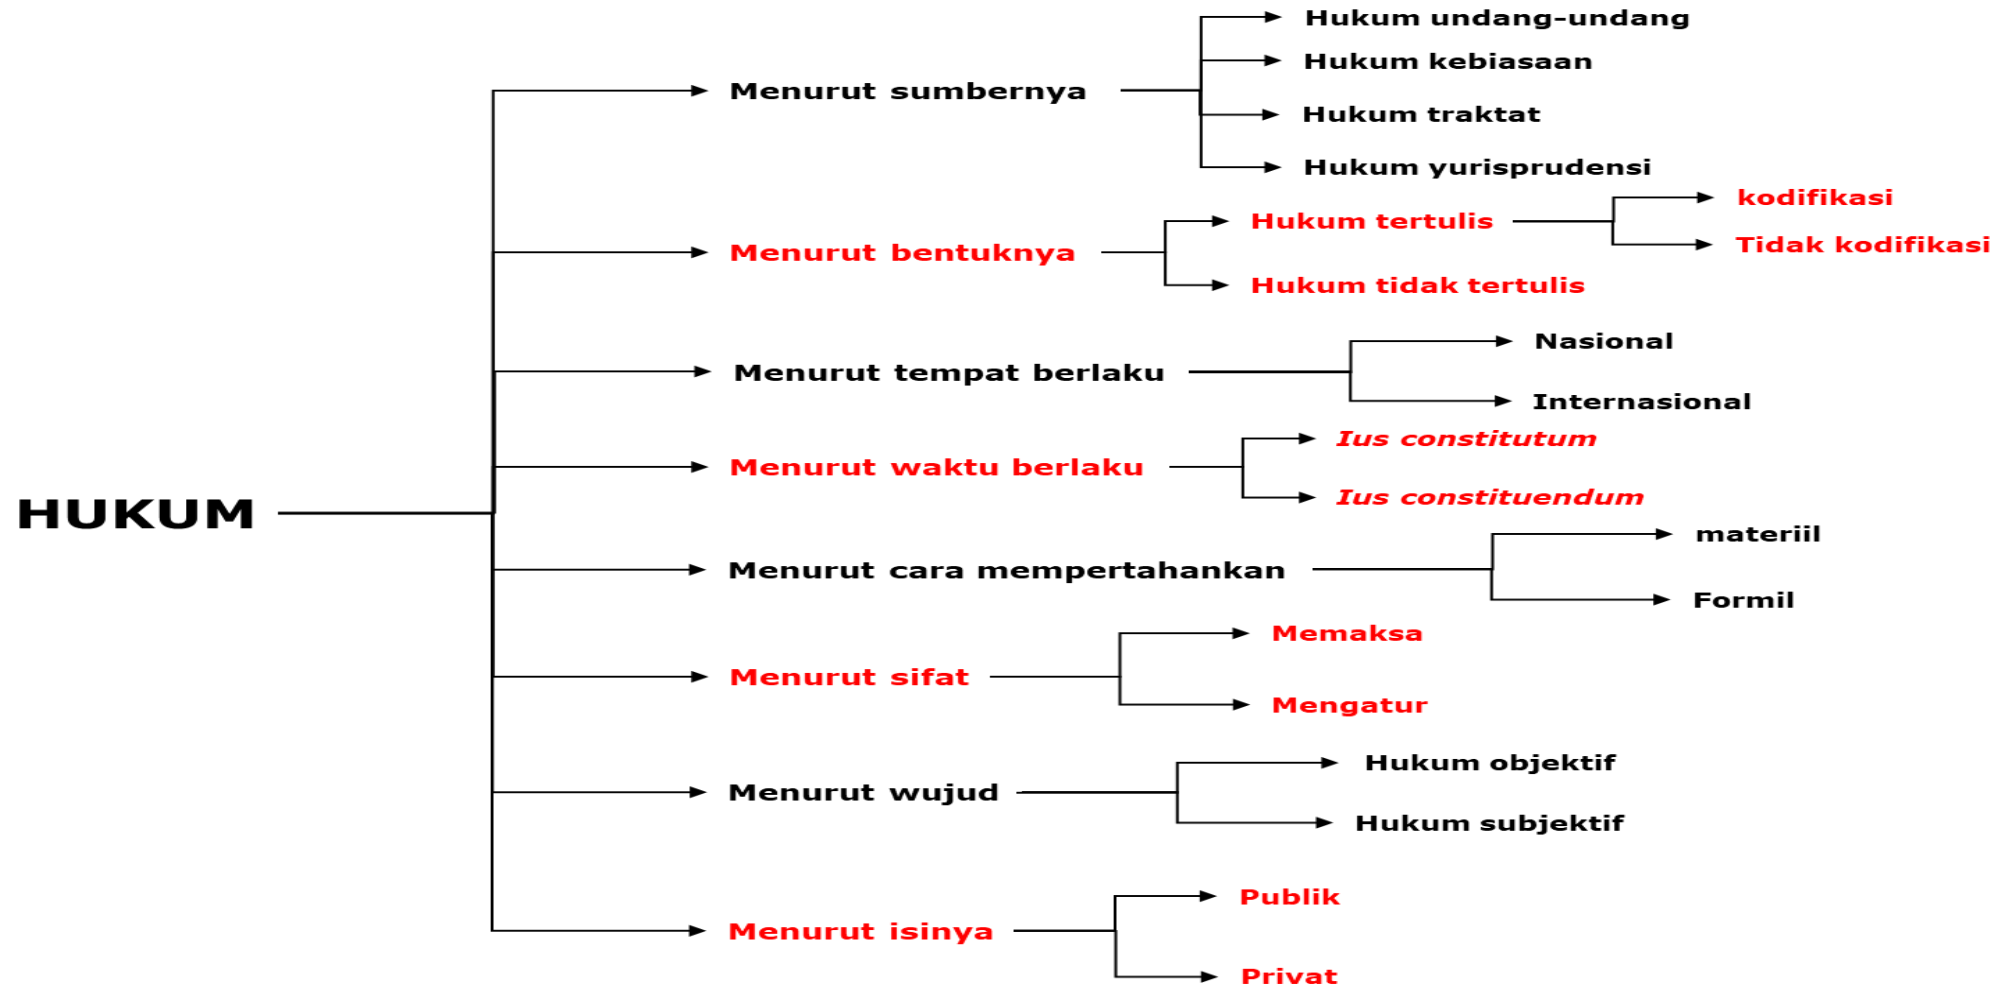 HUKUM
Menurut sumbernya
Hukum undang-undang
Hukum kebiasaan
Hukum traktat
Hukum yurisprudensi
Menurut bentuknya
Hukum tertulis
kodifikasi
Tidak kodifikasi
Hukum tidak tertulis
Menurut tempat berlaku
Nasional
Internasional
Menurut waktu berlaku
Ius constitutum
Ius constituendum
Menurut cara mempertahankan
materiil
Formil
Menurut sifat
Memaksa
Mengatur
Menurut wujud
Hukum objektif
Hukum subjektif
Menurut isinya
Publik
Privat